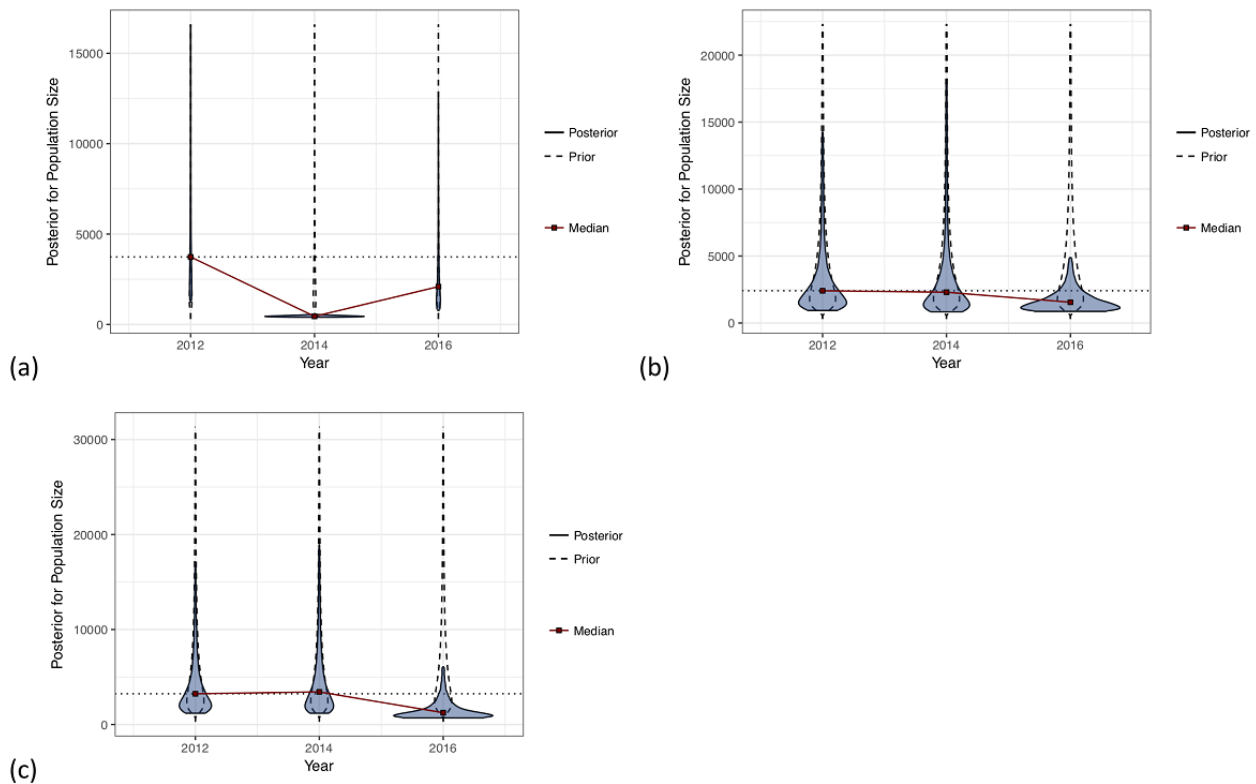 15000
10000
5000
0
Posterior for Population Size
2012
2014
2016
Year
Posterior
Prior
Median
(a)
20000
15000
10000
5000
0
Posterior for Population Size
2012
2014
2016
Year
Posterior
Prior
Median
(b)
30000
20000
10000
0
Posterior for Population Size
2012
2014
2016
Year
Posterior
Prior
Median
(c)